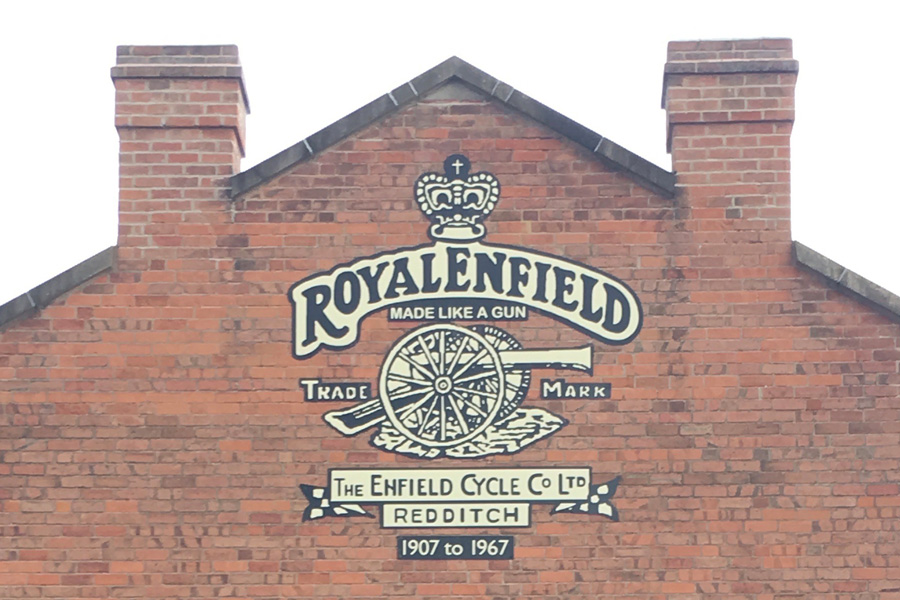 ROYAL ENFIELD
MADE LIKE A GUN
TRADE MARK
THE ENFIELD CYCLE CO LTD
REDDITCH
1907 to 1967